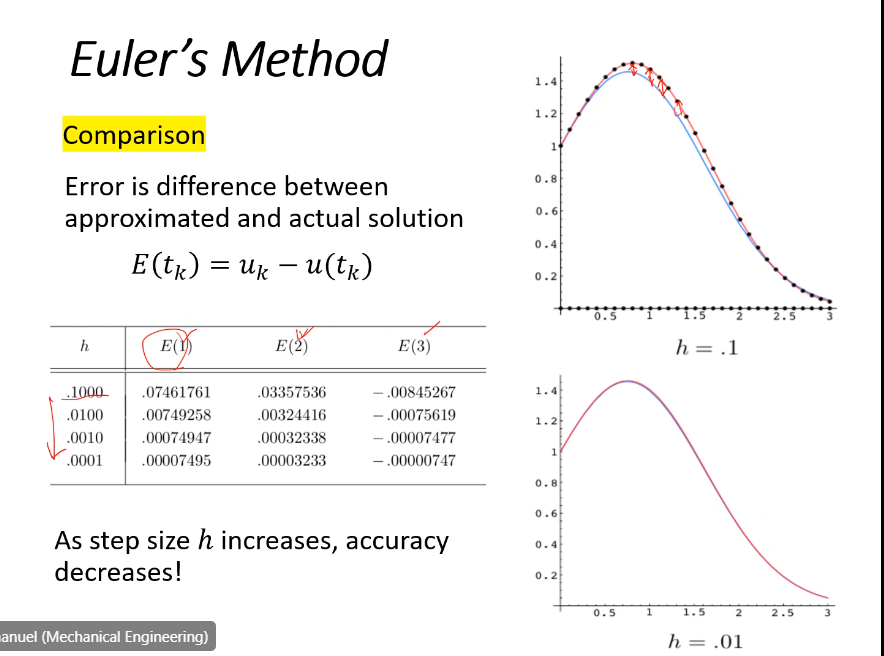 Euler’s Method
Comparison
Error is difference between
approximated and actual solution
E(tₖ) = uₖ − u(tₖ)
h E(1) E(2) E(3)
.1000 .07461761 .03357536 −.00845267
.0100 .00749258 .00324416 −.00075619
.0010 .00074947 .00032338 −.00007477
.0001 .00007495 .00003233 −.00000747
As step size h increases, accuracy
decreases!
anuel (Mechanical Engineering)
1.4
1.2
1
0.8
0.6
0.4
0.2
0.5 1 1.5 2 2.5 3
h = .1
1.4
1.2
1
0.8
0.6
0.4
0.2
0.5 1 1.5 2 2.5 3
h = .01